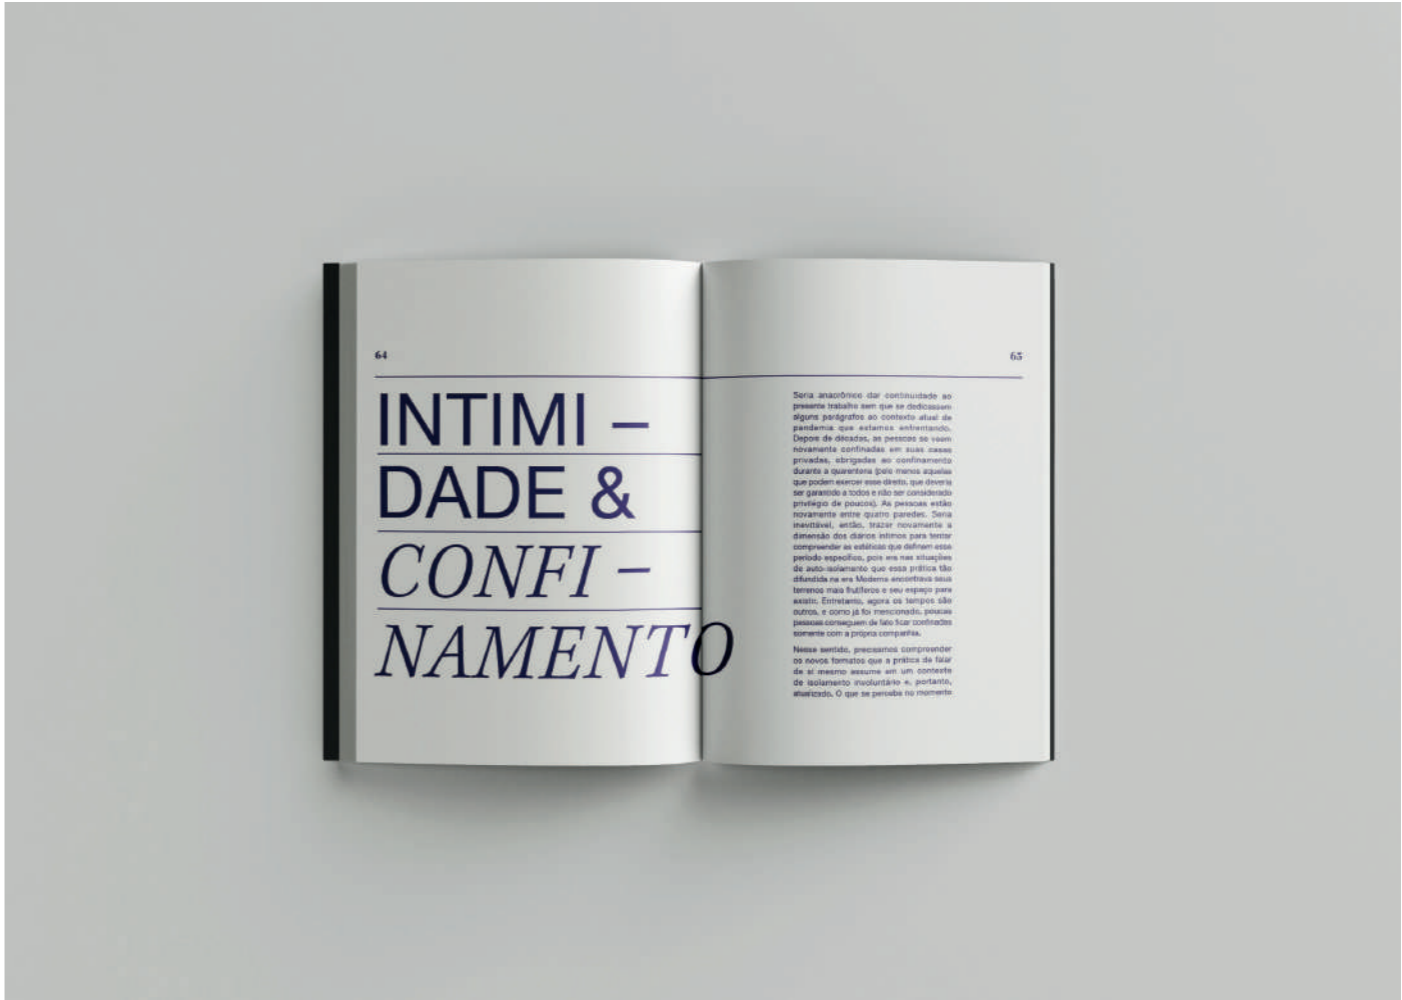 64
INTIMI –
DADE &
CONFI –
NAMENTO
65
Seria anacrônico dar continuidade ao
presente trabalho sem que se dedicassem
alguns parágrafos ao contexto atual de
pandemia que estamos enfrentando.
Depois de décadas, as pessoas se veem
novamente confinadas em suas casas
privadas, obrigadas ao confinamento
durante a quarentena (pelo menos aquelas
que podem exercer esse direito, que deveria
ser garantido a todos e não ser considerado
privilégio de poucos). As pessoas estão
novamente entre quatro paredes. Seria
inevitável, então, trazer novamente a
dimensão dos diários íntimos para tentar
compreender as estéticas que definem esse
período específico, pois era nas situações
de auto-isolamento que essa prática tão
difundida na era Moderna encontrava seus
terrenos mais frutíferos e seu espaço para
existir. Entretanto, agora os tempos são
outros, e como já foi mencionado, poucas
pessoas conseguem de fato ficar confinadas
somente com a própria companhia.
Nesse sentido, precisamos compreender
os novos formatos que a prática de falar
de si mesmo assume em um contexto
de isolamento involuntário e, portanto,
atualizado. O que se percebe no momento